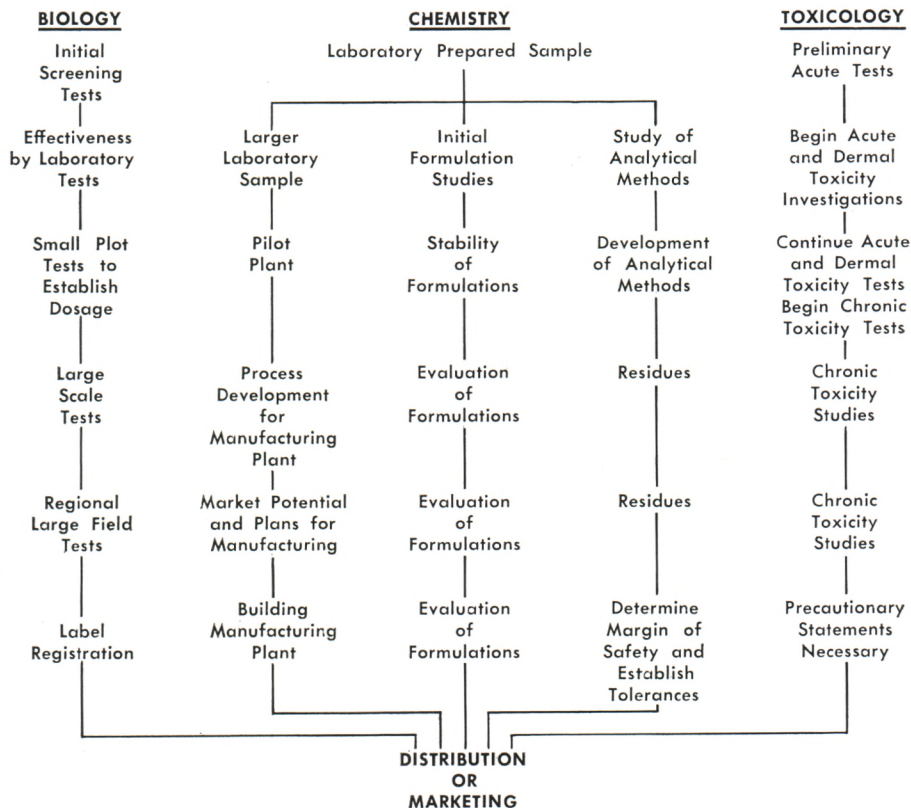 BIOLOGY
Initial
Screening
Tests
Effectiveness
by Laboratory
Tests
Small Plot
Tests to
Establish
Dosage
Large
Scale
Tests
Regional
Large Field
Tests
Label
Registration
CHEMISTRY
Laboratory Prepared Sample
Larger
Laboratory
Sample
Pilot
Plant
Process
Development
for
Manufacturing
Plant
Market Potential
and Plans for
Manufacturing
Building
Manufacturing
Plant
Initial
Formulation
Studies
Stability
of
Formulations
Evaluation
of
Formulations
Evaluation
of
Formulations
Evaluation
of
Formulations
Study of
Analytical
Methods
Development
of Analytical
Methods
Residues
Residues
Determine
Margin of
Safety and
Establish
Tolerances
TOXICOLOGY
Preliminary
Acute Tests
Begin Acute
and Dermal
Toxicity
Investigations
Continue Acute
and Dermal
Toxicity Tests
Begin Chronic
Toxicity Tests
Chronic
Toxicity
Studies
Chronic
Toxicity
Studies
Precautionary
Statements
Necessary
DISTRIBUTION
OR
MARKETING